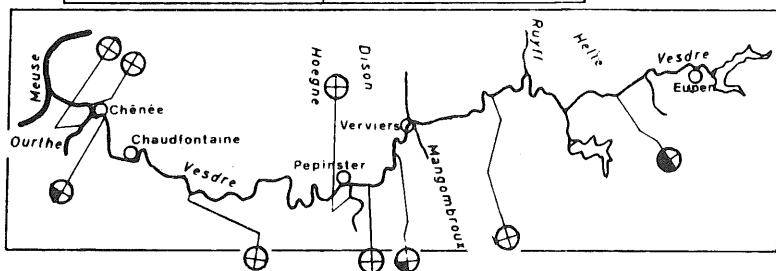 Meuse
Ourthe
Chênée
Chaudfontaine
Vesdre
Hoegne
Pepinster
Dison
Verviers
Mangombroux
Ruyff
Helle
Vesdre
Eupen